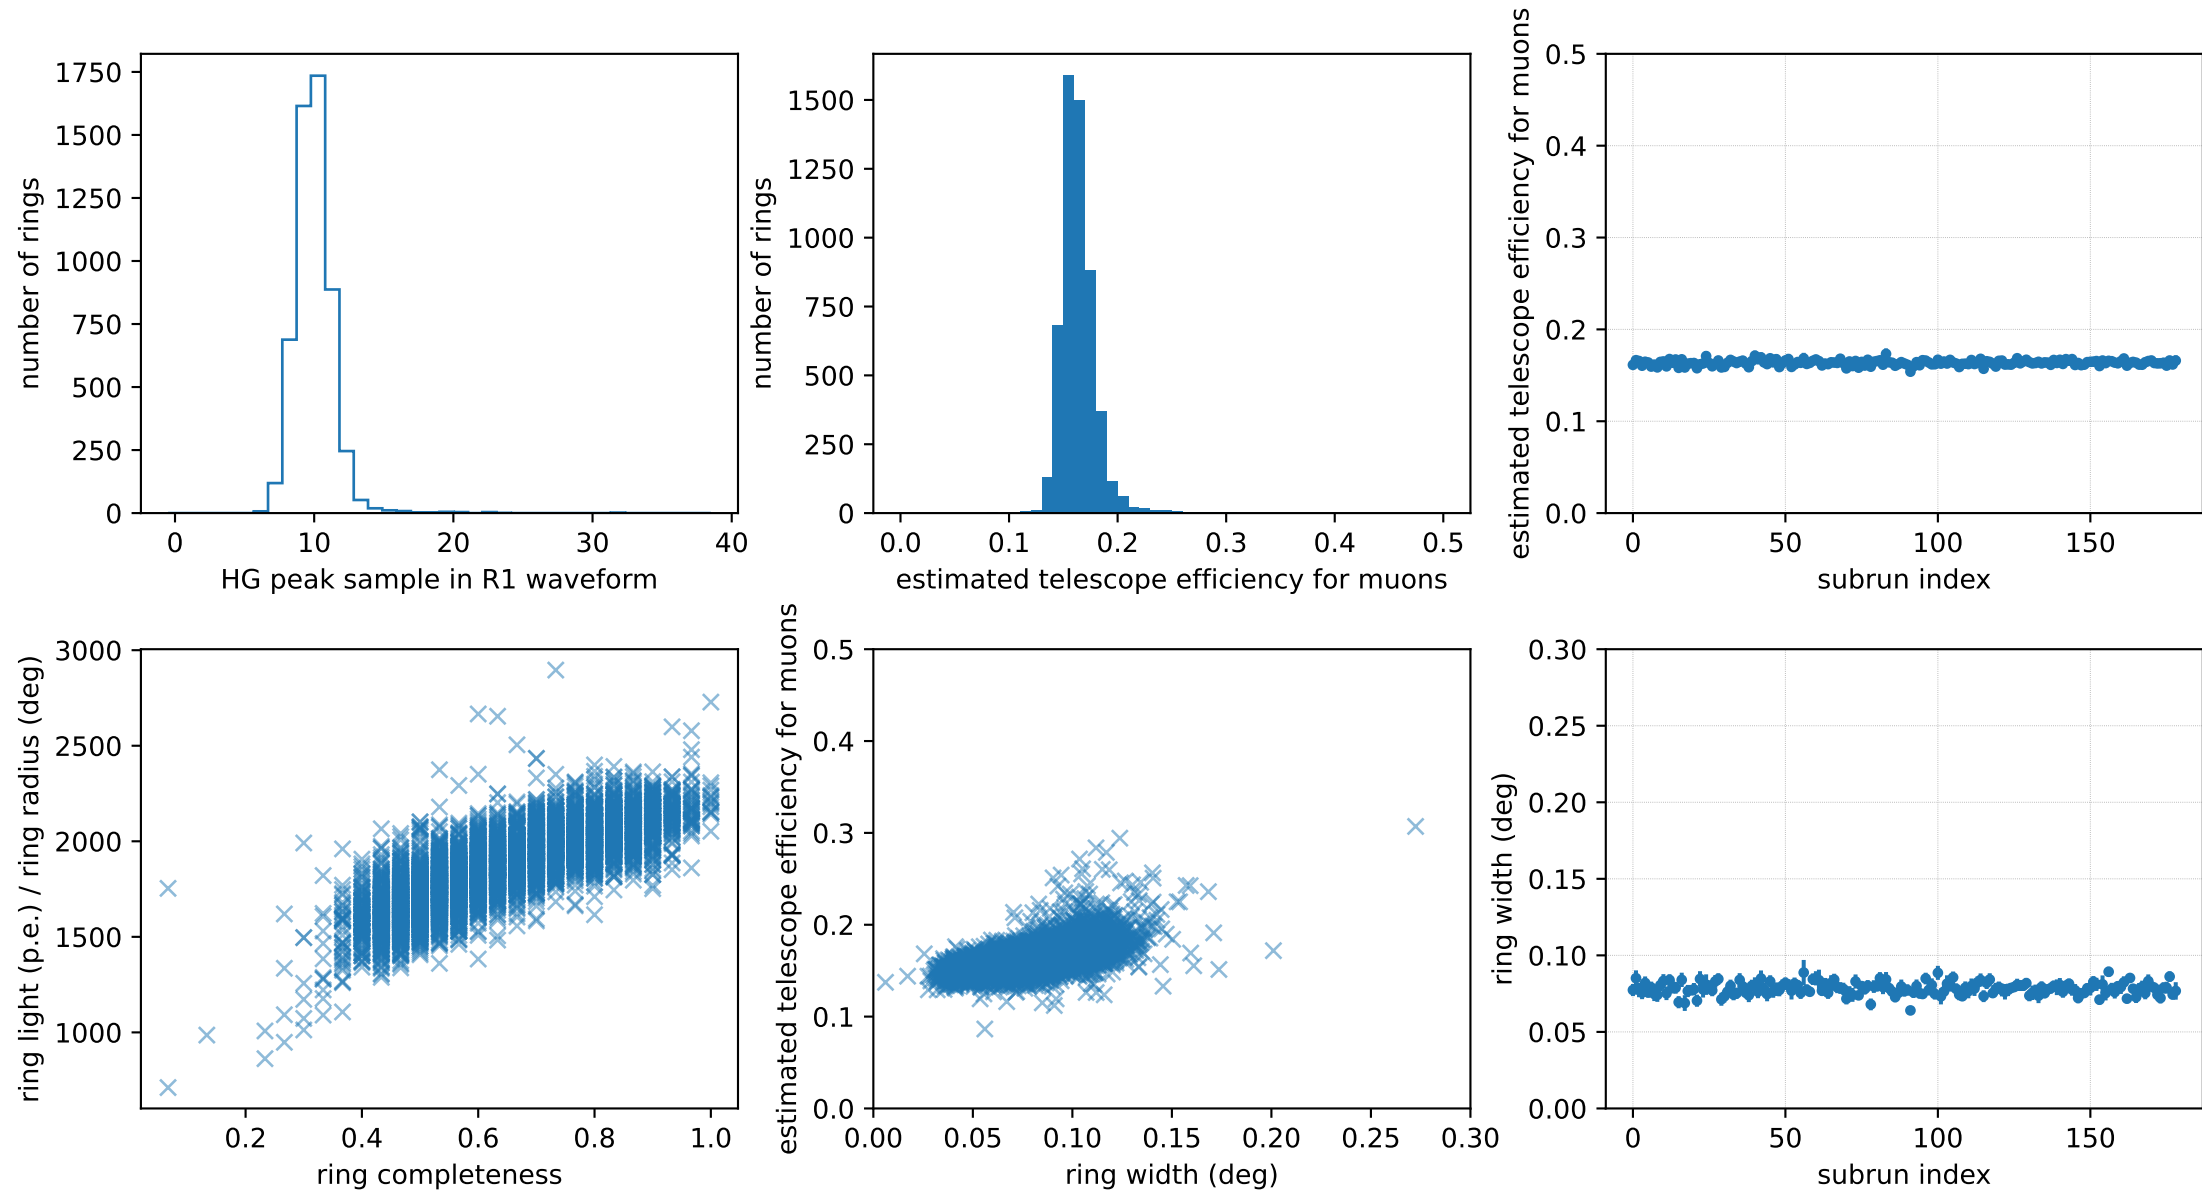 number of rings
1750
1500
1250
1000
750
500
250
0
0 10 20 30 40
HG peak sample in R1 waveform
number of rings
1500
1250
1000
750
500
250
0
0.0 0.1 0.2 0.3 0.4 0.5
estimated telescope efficiency for muons
estimated telescope efficiency for muons
0.5
0.4
0.3
0.2
0.1
0.0
0 50 100 150
subrun index
ring light (p.e.) / ring radius (deg)
3000
2500
2000
1500
1000
0.2 0.4 0.6 0.8 1.0
ring completeness
estimated telescope efficiency for muons
0.5
0.4
0.3
0.2
0.1
0.0
0.00 0.05 0.10 0.15 0.20 0.25 0.30
ring width (deg)
ring width (deg)
0.30
0.25
0.20
0.15
0.10
0.05
0.00
0 50 100 150
subrun index